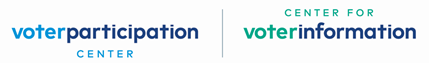 voterparticipation
CENTER
CENTER FOR
voterinformation